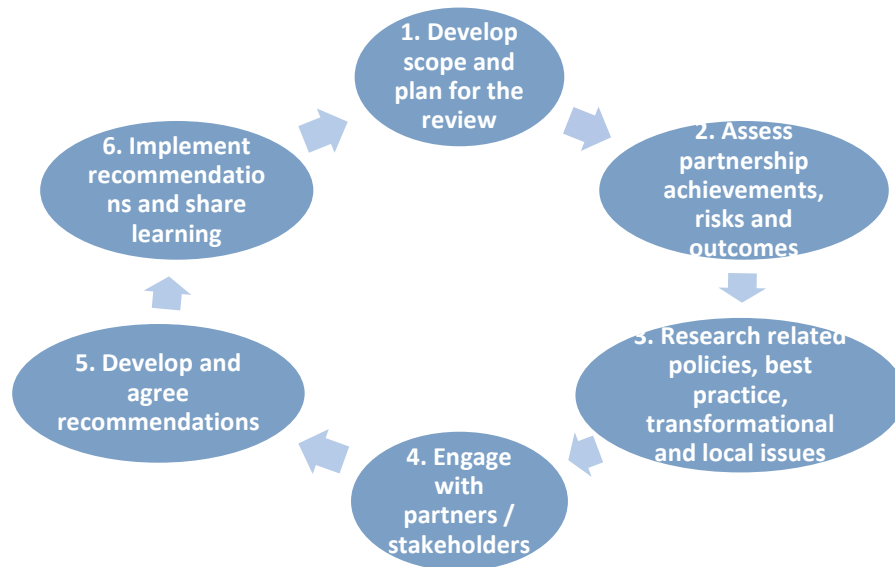 1. Develop
scope and
plan for the
review
2. Assess
partnership
achievements,
risks and
outcomes
3. Research related
policies, best
practice,
transformational
and local issues
4. Engage
with
partners /
stakeholders
5. Develop and
agree
recommendations
6. Implement
recommendatio
ns and share
learning